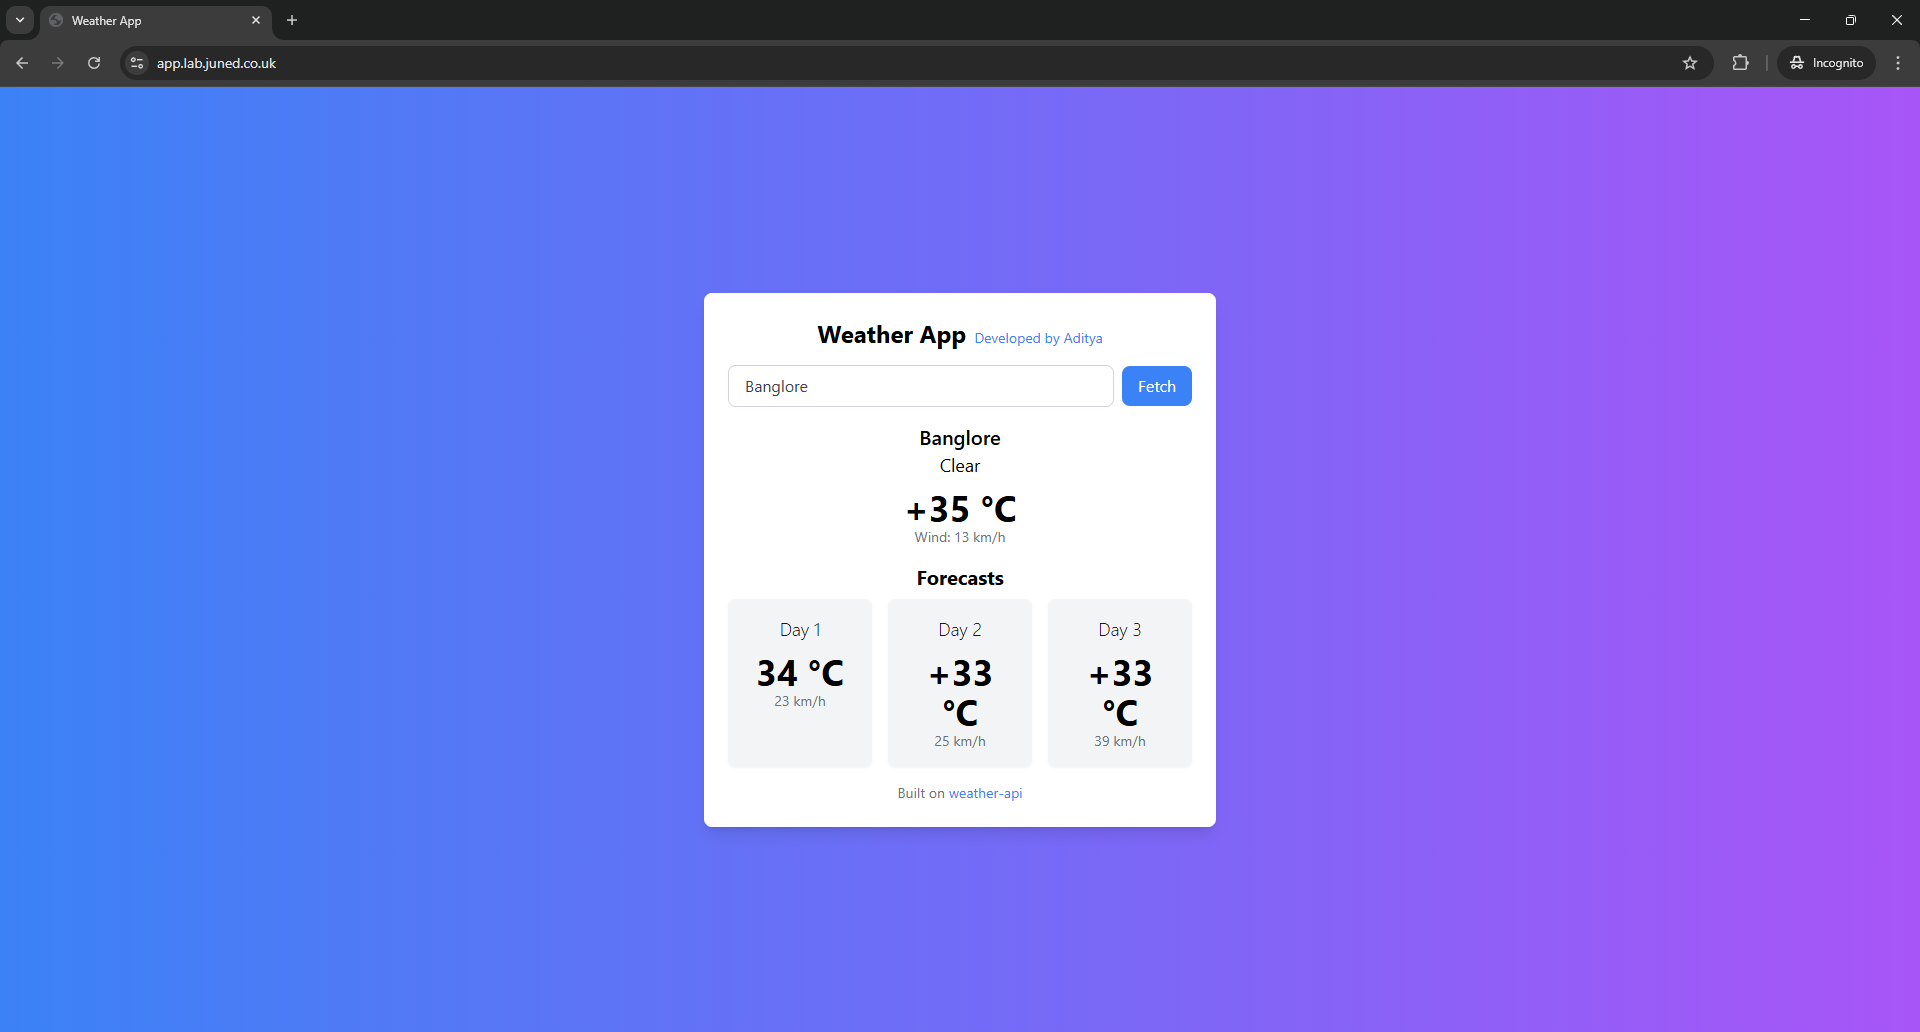 Weather App
app.lab.juned.co.uk
Incognito
Weather App Developed by Aditya
Banglore
Fetch
Banglore
Clear
+35 °C
Wind: 13 km/h
Forecasts
Day 1
34 °C
23 km/h
Day 2
+33
°C
25 km/h
Day 3
+33
°C
39 km/h
Built on weather-api